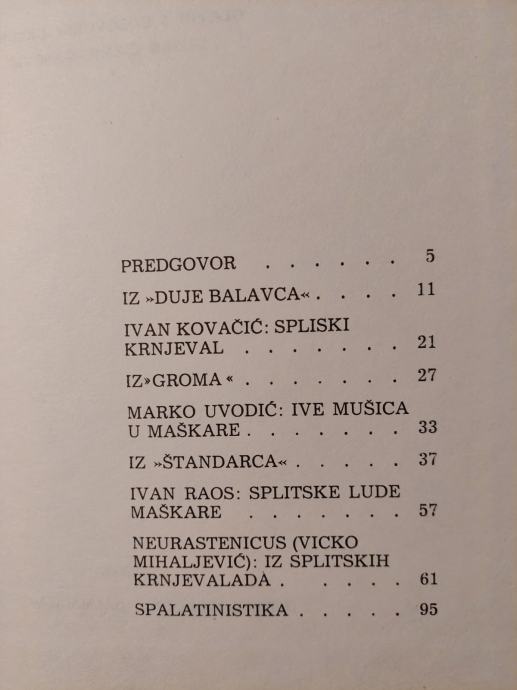 PREDGOVOR . . . . . . 5
IZ »DUJE BALAVCA« . . . . 11
IVAN KOVAČIĆ: SPLISKI
KRNJEVAL . . . . . . . 21
IZ»GROMA« . . . . . . . 27
MARKO UVODIĆ: IVE MUŠICA
U MAŠKARE . . . . . . . 33
IZ »ŠTANDARCA« . . . . . 37
IVAN RAOS: SPLITSKE LUDE
MAŠKARE . . . . . . . 57
NEURASTENICUS (VICKO
MIHALJEVIĆ): IZ SPLITSKIH
KRNJEVALADA . . . . . 61
SPALATINISTIKA . . . . . 95